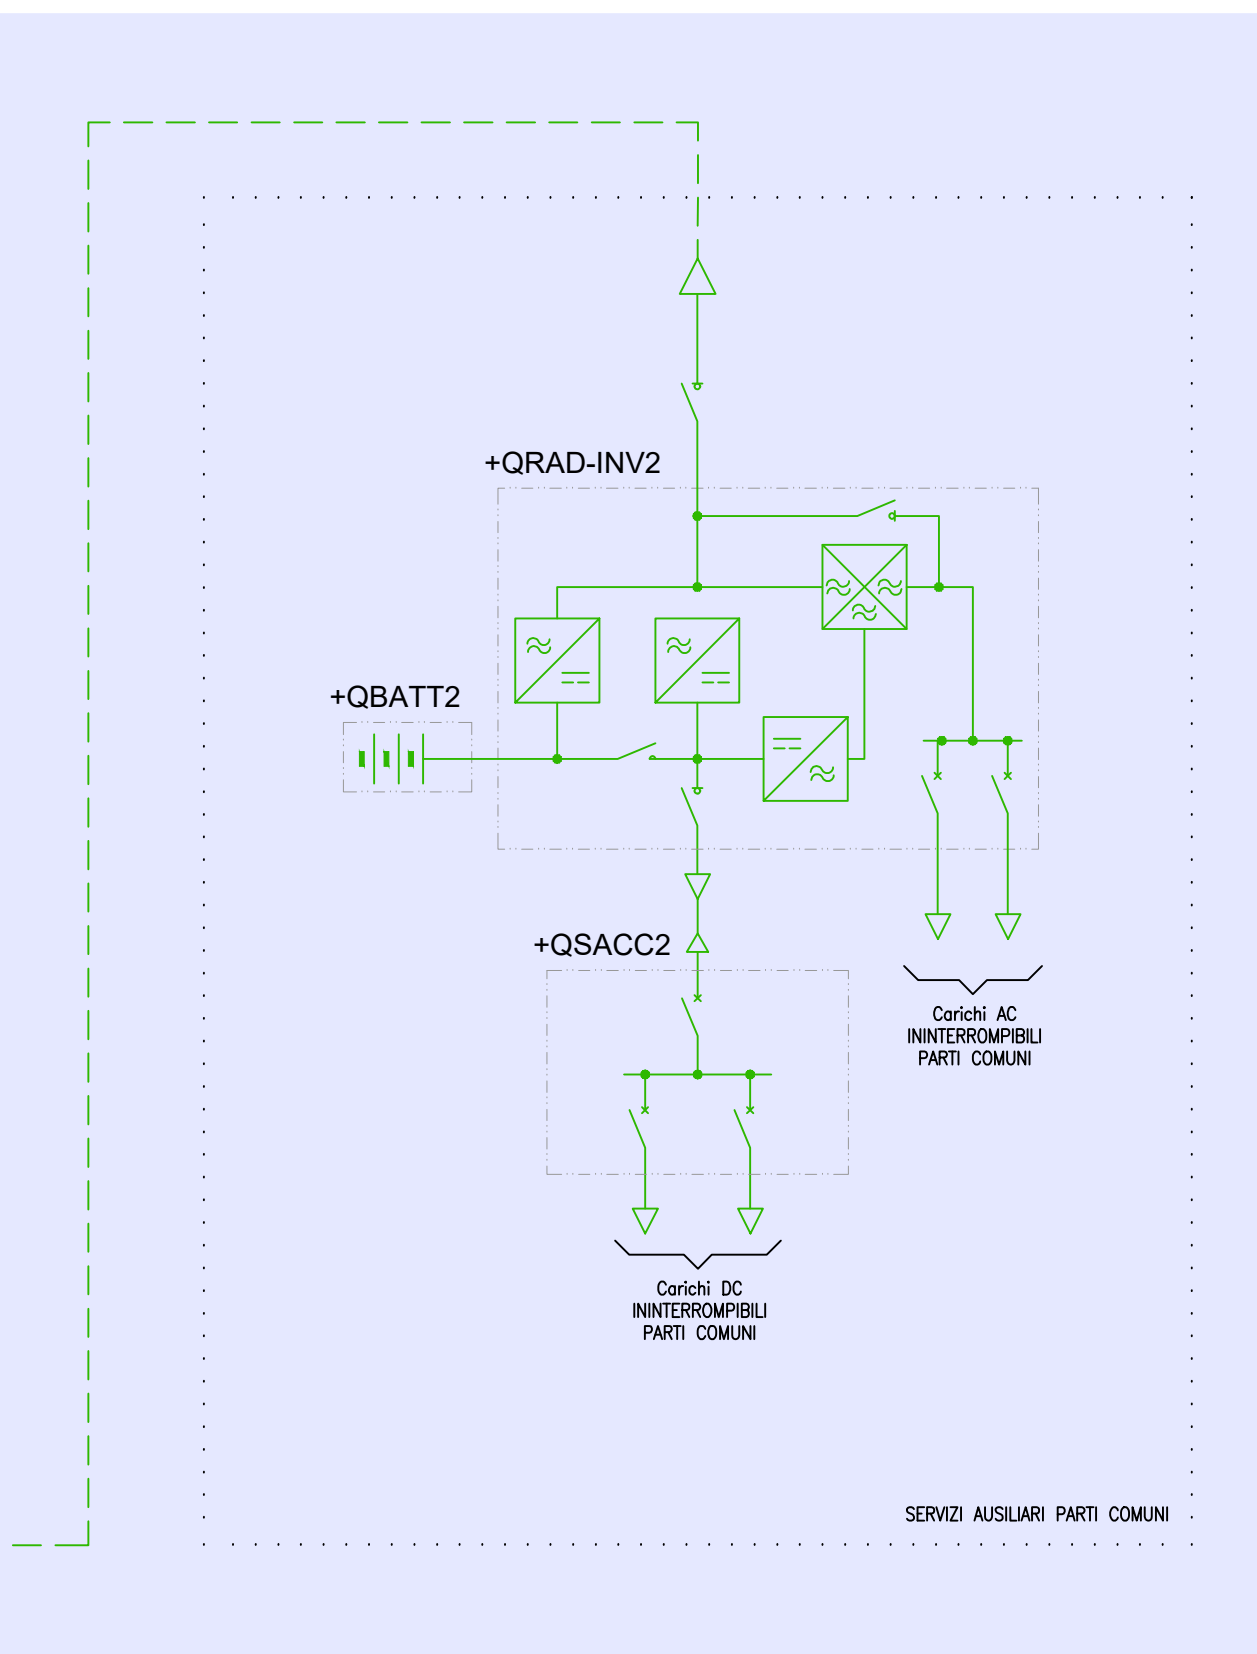 +QRAD-INV2
+QBATT2
+QSACC2
Carichi AC
ININTERROMPIBILI
PARTI COMUNI
Carichi DC
ININTERROMPIBILI
PARTI COMUNI
SERVIZI AUSILIARI PARTI COMUNI